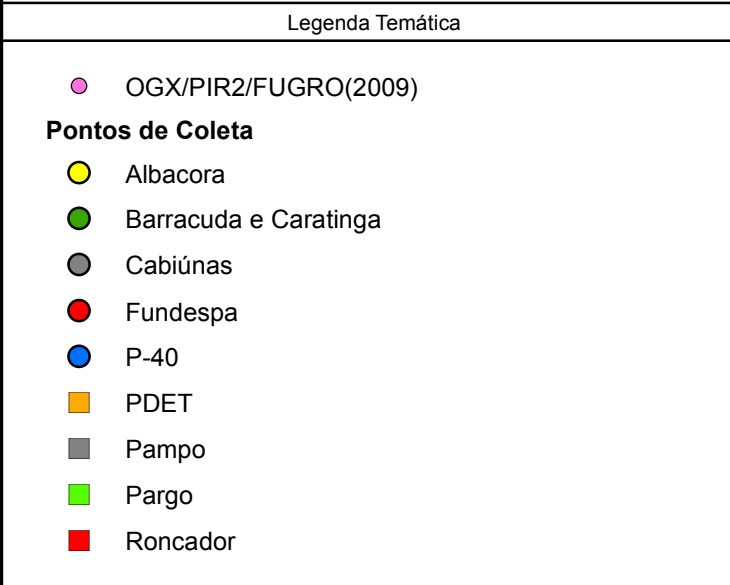 Legenda Temática
OGX/PIR2/FUGRO(2009)
Pontos de Coleta
Albacora
Barracuda e Caratinga
Cabiúnas
Fundespa
P-40
PDET
Pampo
Pargo
Roncador